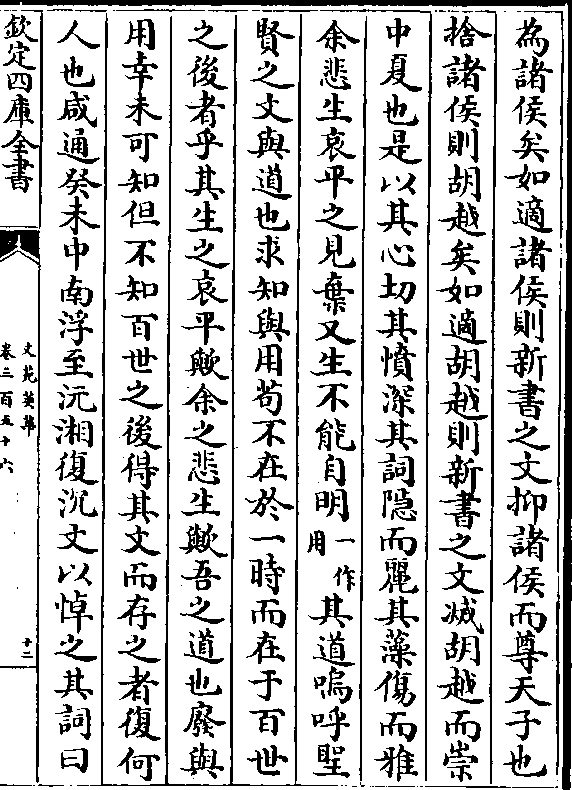 為諸侯矣如適諸侯則新書之文抑諸侯而尊天子也
捨諸侯則胡越矣如適胡越則新書之文滅胡越而崇
中夏也是以其心切其憤深其詞隱而麗其藻傷而雅
余悲生哀平之見棄又生不能自明一作用其道嗚呼聖
賢之文與道也求知與用苟不在於一時而在于百世
之後者乎其生之哀平歟余之悲生歟吾之道也廢與
用幸未可知但不知百世之後得其文而存之者復何
人也咸通癸未中南浮至沅湘復沉文以悼之其詞曰
欽定四庫全書
文苑英華
卷三百五十六
十二